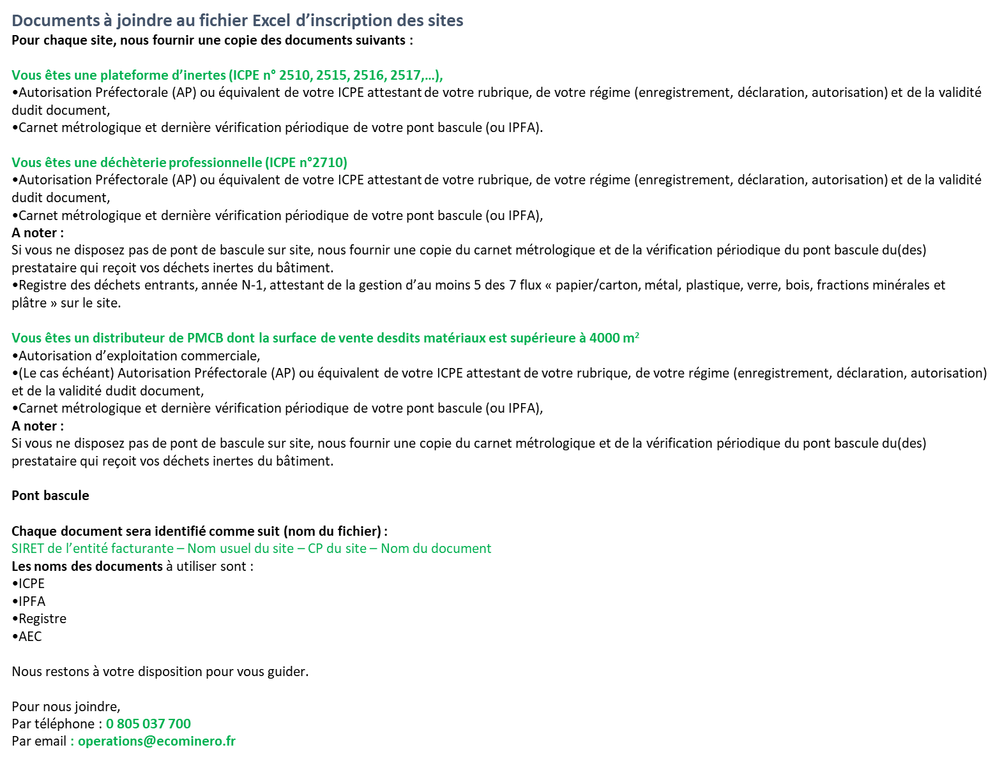 Documents à joindre au fichier Excel d’inscription des sites
Pour chaque site, nous fournir une copie des documents suivants :
Vous êtes une plateforme d’inertes (ICPE n° 2510, 2515, 2516, 2517,…),
•Autorisation Préfectorale (AP) ou équivalent de votre ICPE attestant de votre rubrique, de votre régime (enregistrement, déclaration, autorisation) et de la validité
dudit document,
•Carnet métrologique et dernière vérification périodique de votre pont bascule (ou IPFA).
Vous êtes une déchèterie professionnelle (ICPE n°2710)
•Autorisation Préfectorale (AP) ou équivalent de votre ICPE attestant de votre rubrique, de votre régime (enregistrement, déclaration, autorisation) et de la validité
dudit document,
•Carnet métrologique et dernière vérification périodique de votre pont bascule (ou IPFA),
A noter :
Si vous ne disposez pas de pont de bascule sur site, nous fournir une copie du carnet métrologique et de la vérification périodique du pont bascule du(des)
prestataire qui reçoit vos déchets inertes du bâtiment.
•Registre des déchets entrants, année N-1, attestant de la gestion d’au moins 5 des 7 flux « papier/carton, métal, plastique, verre, bois, fractions minérales et
plâtre » sur le site.
Vous êtes un distributeur de PMCB dont la surface de vente desdits matériaux est supérieure à 4000 m²
•Autorisation d’exploitation commerciale,
•(Le cas échéant) Autorisation Préfectorale (AP) ou équivalent de votre ICPE attestant de votre rubrique, de votre régime (enregistrement, déclaration, autorisation)
et de la validité dudit document,
•Carnet métrologique et dernière vérification périodique de votre pont bascule (ou IPFA),
A noter :
Si vous ne disposez pas de pont de bascule sur site, nous fournir une copie du carnet métrologique et de la vérification périodique du pont bascule du(des)
prestataire qui reçoit vos déchets inertes du bâtiment.
Pont bascule
Chaque document sera identifié comme suit (nom du fichier) :
SIRET de l’entité facturante – Nom usuel du site – CP du site – Nom du document
Les noms des documents à utiliser sont :
•ICPE
•IPFA
•Registre
•AEC
Nous restons à votre disposition pour vous guider.
Pour nous joindre,
Par téléphone : 0 805 037 700
Par email : operations@ecominero.fr